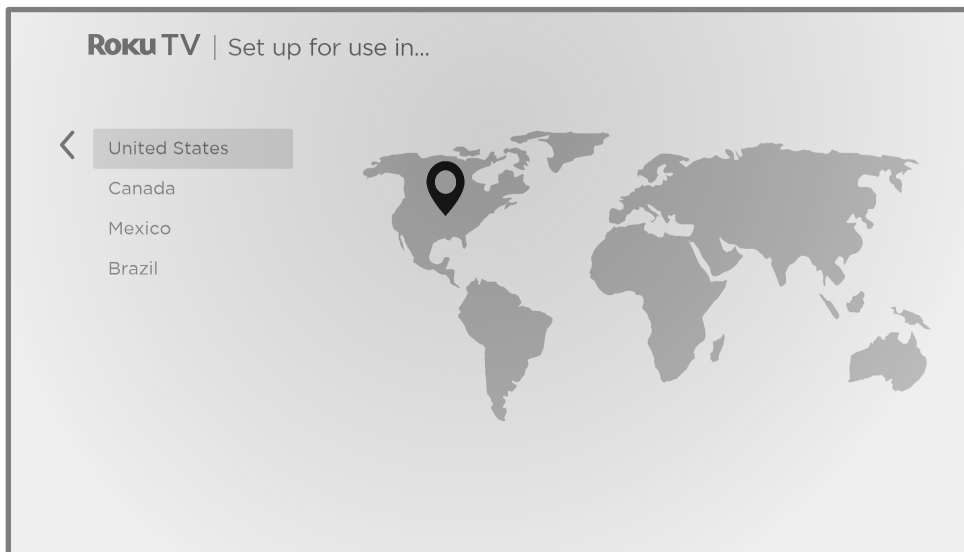 Roku TV | Set up for use in...
United States
Canada
Mexico
Brazil